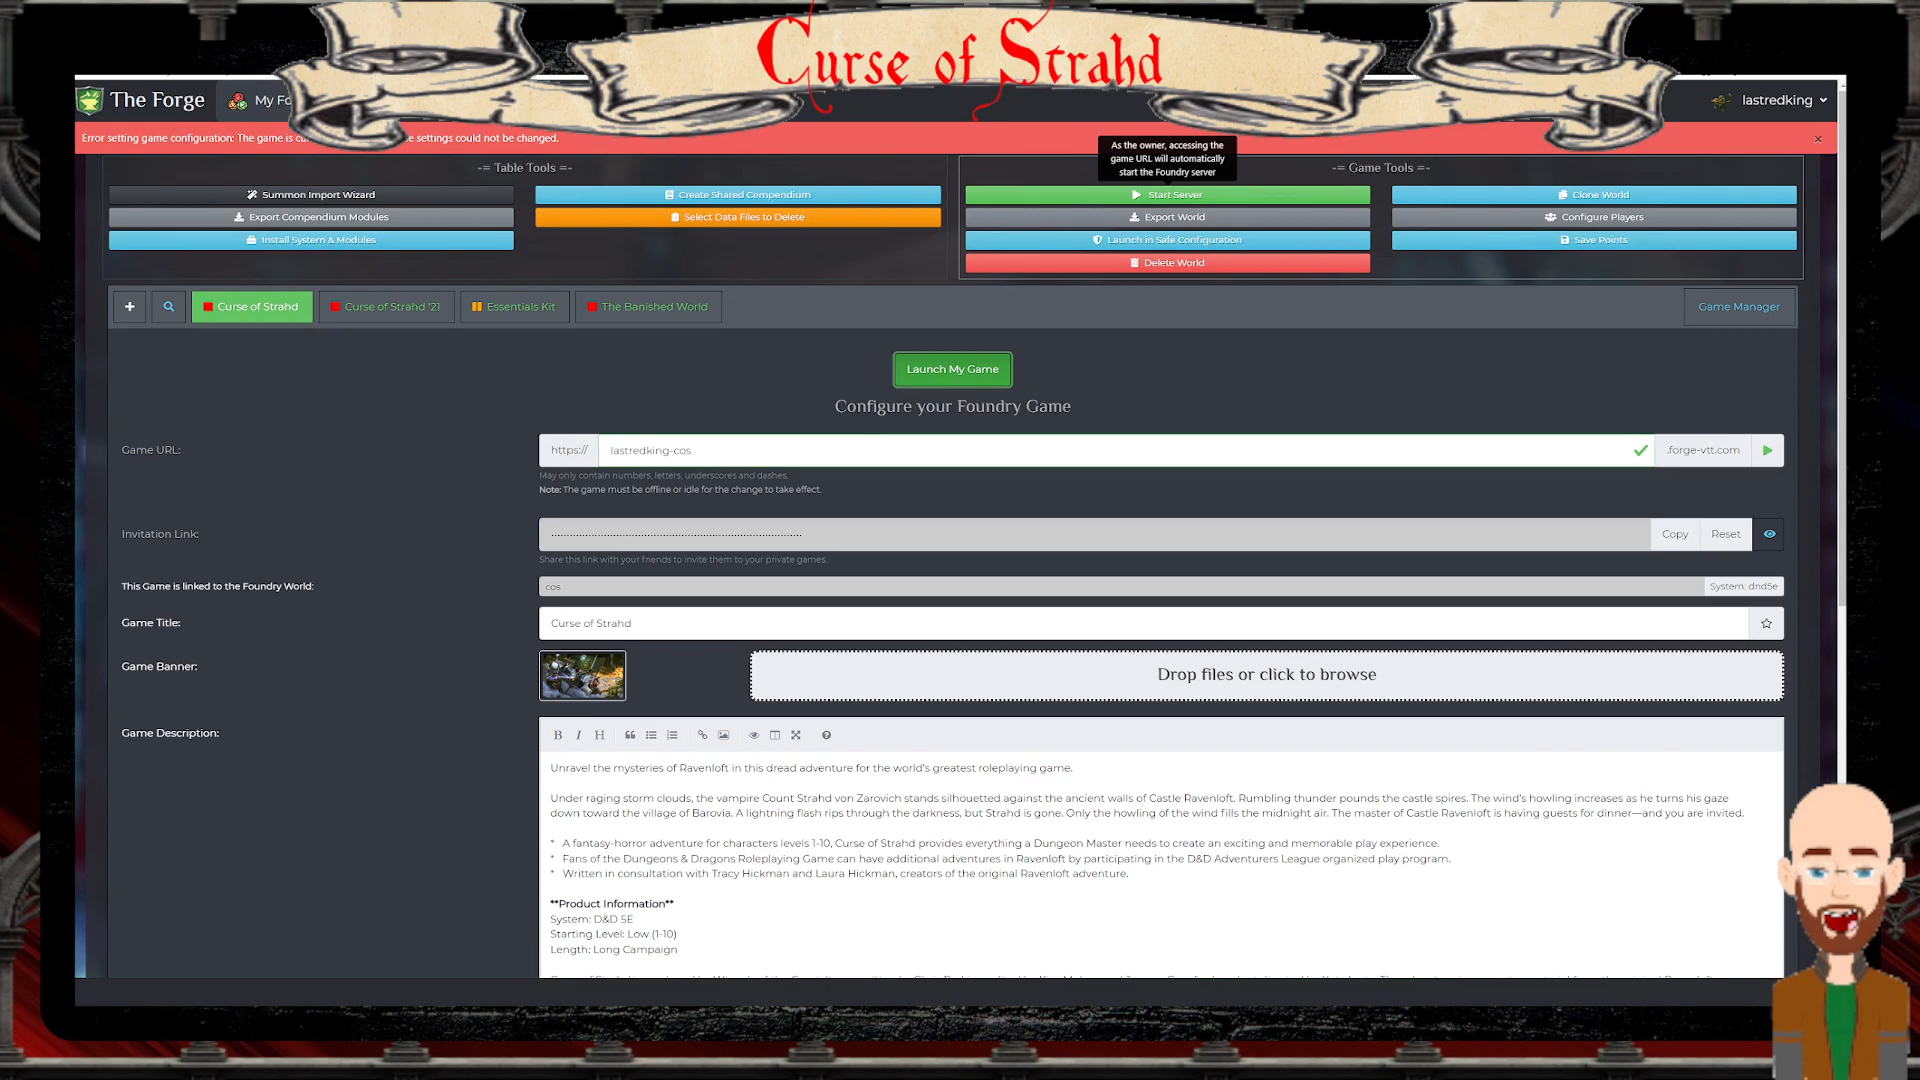 Curse of Strahd
The Forge
My Fo
lastredking
Error setting game configuration: The game is cu
e settings could not be changed.
As the owner, accessing the
game URL will automatically
start the Foundry server
-= Table Tools =-
-= Game Tools =-
Summon Import Wizard
Create Shared Compendium
Start Server
Clone World
Export Compendium Modules
Select Data Files to Delete
Export World
Configure Players
Install System & Modules
Launch in Safe Configuration
Save Points
Delete World
Curse of Strahd
Curse of Strahd '21
Essentials Kit
The Banished World
Game Manager
Launch My Game
Configure your Foundry Game
Game URL:
https://
lastredking-cos
.forge-vtt.com
May only contain numbers, letters, underscores and dashes.
Note: The game must be offline or idle for the change to take effect.
Invitation Link:
Copy
Reset
Share this link with your friends to invite them to your private games.
This Game is linked to the Foundry World:
cos
System: dnd5e
Game Title:
Curse of Strahd
Game Banner:
Drop files or click to browse
Game Description:
B I H
Unravel the mysteries of Ravenloft in this dread adventure for the world's greatest roleplaying game.
Under raging storm clouds, the vampire Count Strahd von Zarovich stands silhouetted against the ancient walls of Castle Ravenloft. Rumbling thunder pounds the castle spires. The wind's howling increases as he turns his gaze
down toward the village of Barovia. A lightning flash rips through the darkness, but Strahd is gone. Only the howling of the wind fills the midnight air. The master of Castle Ravenloft is having guests for dinner—and you are invited.
* A fantasy-horror adventure for characters levels 1-10, Curse of Strahd provides everything a Dungeon Master needs to create an exciting and memorable play experience.
* Fans of the Dungeons & Dragons Roleplaying Game can have additional adventures in Ravenloft by participating in the D&D Adventurers League organized play program.
* Written in consultation with Tracy Hickman and Laura Hickman, creators of the original Ravenloft adventure.
**Product Information**
System: D&D 5E
Starting Level: Low (1-10)
Length: Long Campaign